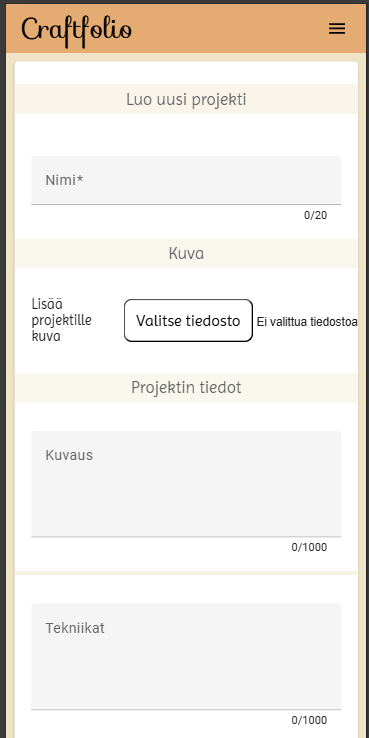 Craftfolio
Luo uusi projekti
Nimi*
0/20
Kuva
Lisää
projektille
kuva
Valitse tiedosto
Ei valittua tiedostoa
Projektin tiedot
Kuvaus
0/1000
Tekniikat
0/1000